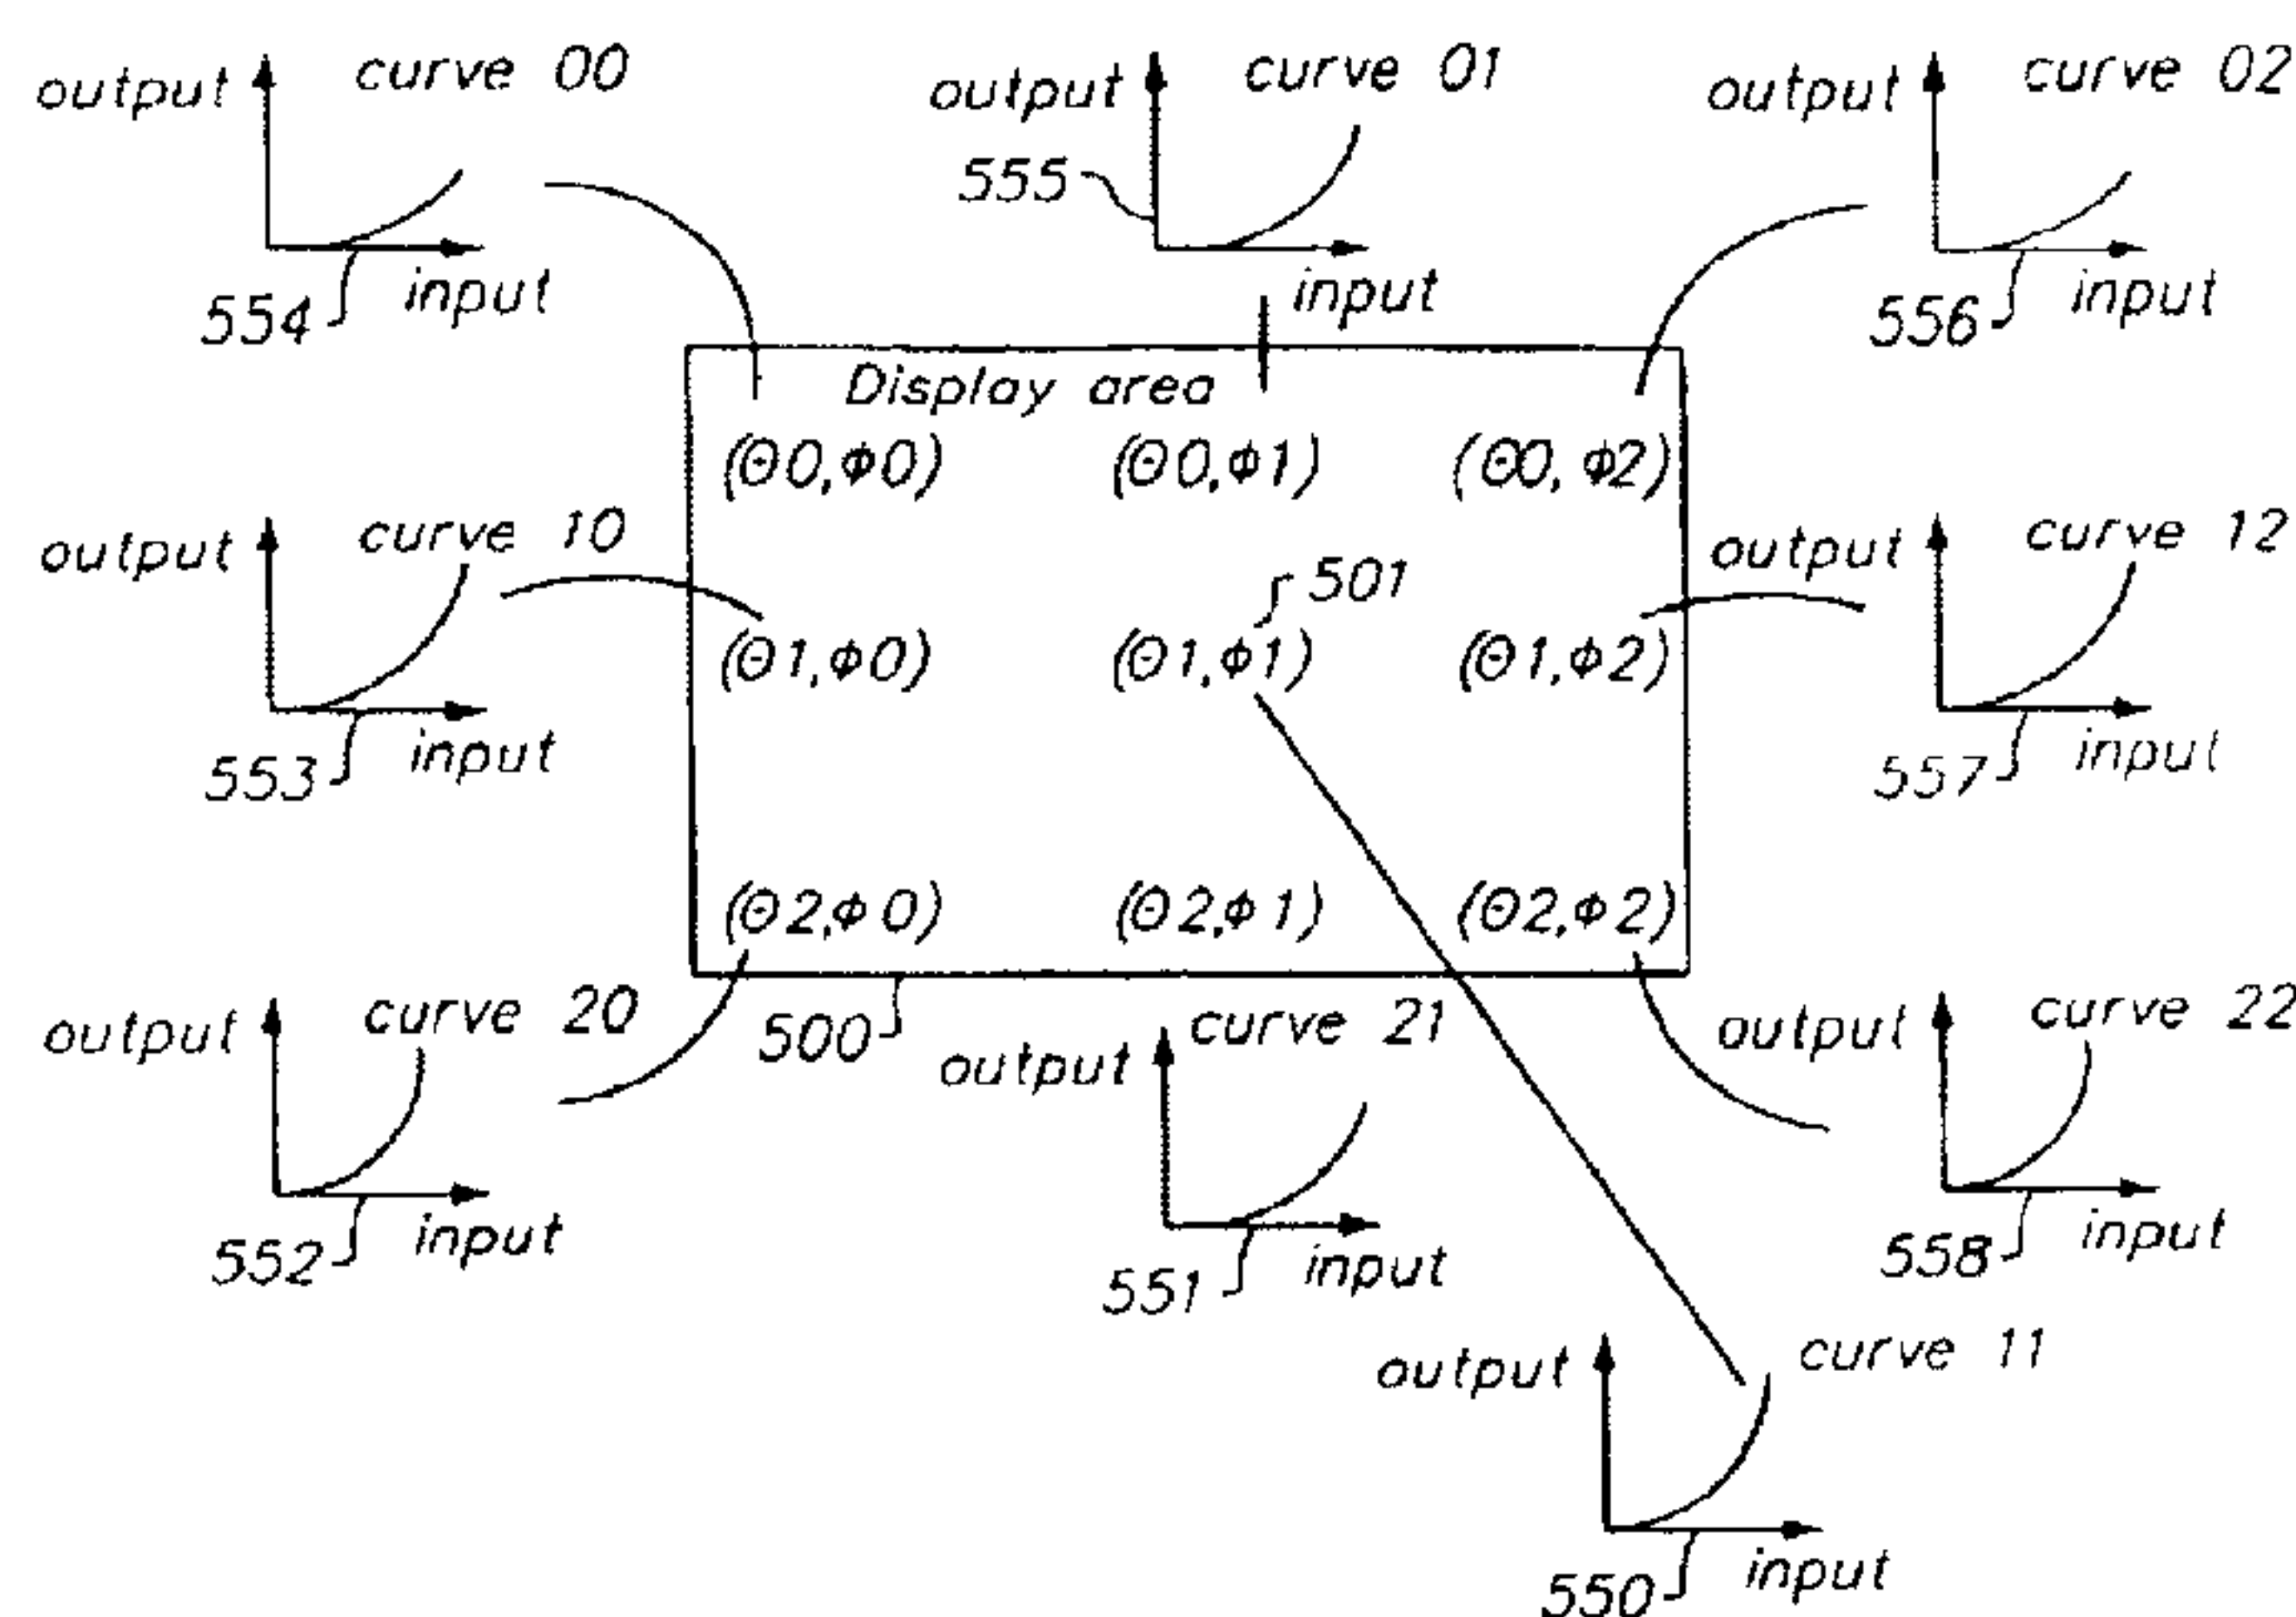 output curve 00
554 input
output curve 01
555
input
output curve 02
556 input
Display area
(Θ0,Φ0) (Θ0,Φ1) (Θ0,Φ2)
output curve 10
553 input
501
(Θ1,Φ0) (Θ1,Φ1) (Θ1,Φ2)
output curve 12
557 input
(Θ2,Φ0) (Θ2,Φ1) (Θ2,Φ2)
500
output curve 20
552 input
output curve 21
551 input
output curve 22
558 input
output curve 11
550 input